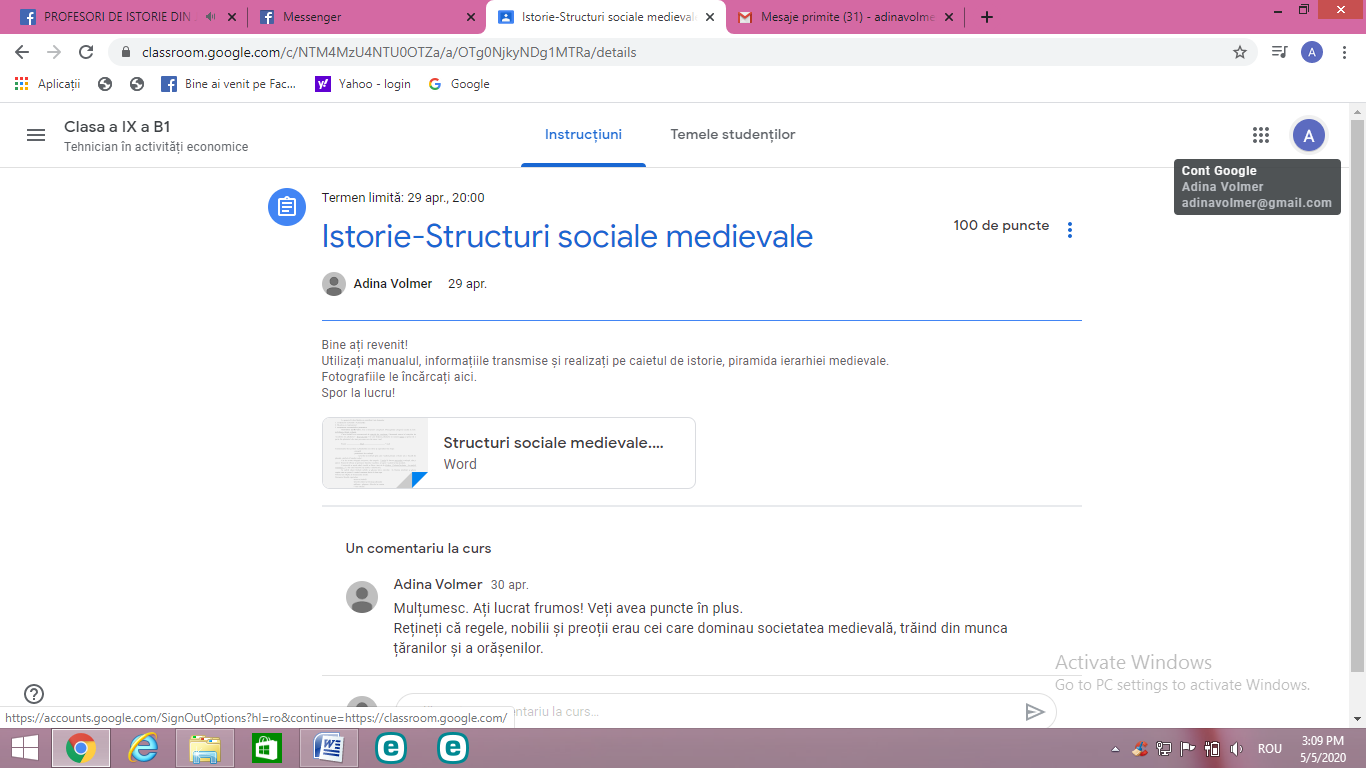 PROFESORI DE ISTORIE DIN
Messenger
Istorie-Structuri sociale medievale
Mesaje primite (31) - adinavolme
classroom.google.com/c/NTM4MzU4NTU0OTZa/a/OTg0NjkyNDg1MTRa/details
A
Aplicații
Bine ai venit pe Fac...
Yahoo - login
Google
Clasa a IX a B1
Tehnician în activități economice
Instrucțiuni
Temele studenților
A
Cont Google
Adina Volmer
adinavolmer@gmail.com
Termen limită: 29 apr., 20:00
Istorie-Structuri sociale medievale
100 de puncte
Adina Volmer 29 apr.
Bine ați revenit!
Utilizați manualul, informațiile transmise și realizați pe caietul de istorie, piramida ierarhiei medievale.
Fotografiile le încărcați aici.
Spor la lucru!
Structuri sociale medievale....
Word
Un comentariu la curs
Adina Volmer 30 apr.
Mulțumesc. Ați lucrat frumos! Veți avea puncte în plus.
Rețineți că regele, nobilii și preoții erau cei care dominau societatea medievală, trăind din munca
țăranilor și a orășenilor.
Activate Windows
Go to PC settings to activate Windows.
la curs...
https://accounts.google.com/SignOutOptions?hl=ro&continue=https://classroom.google.com/
ROU
3:09 PM
5/5/2020